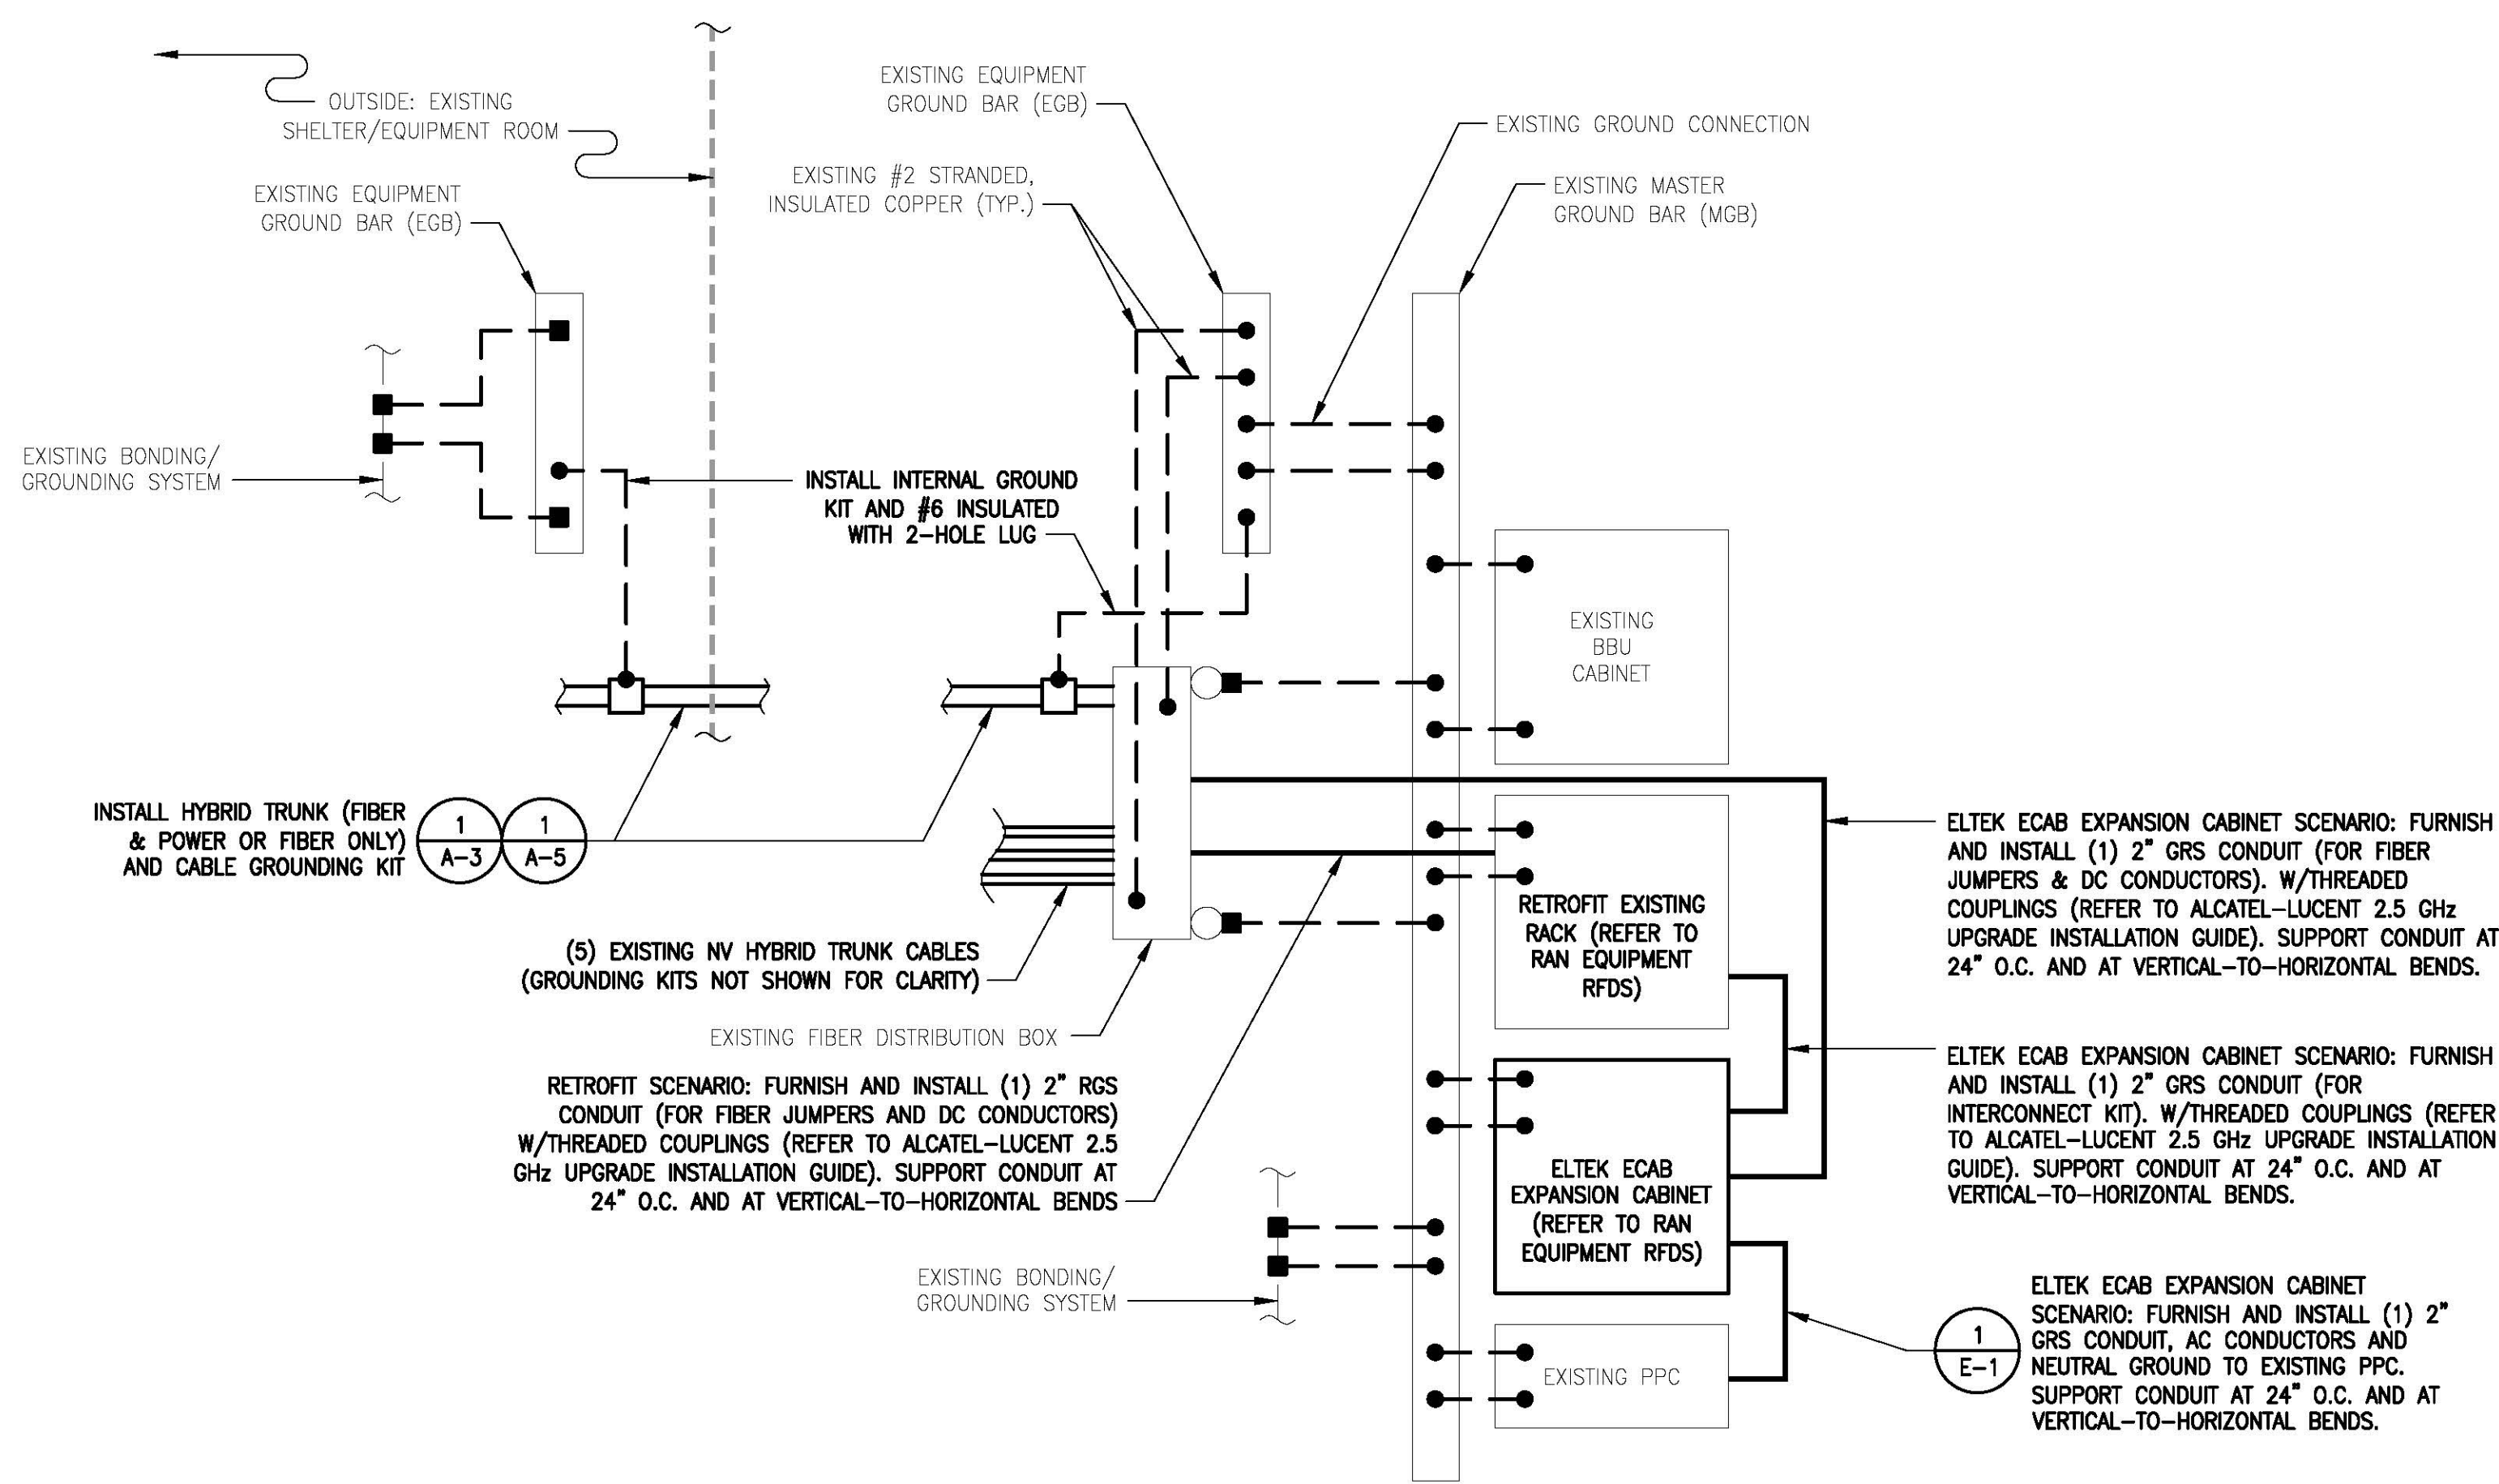 OUTSIDE: EXISTING
SHELTER/EQUIPMENT ROOM
EXISTING EQUIPMENT
GROUND BAR (EGB)
EXISTING EQUIPMENT
GROUND BAR (EGB)
EXISTING #2 STRANDED,
INSULATED COPPER (TYP.)
EXISTING GROUND CONNECTION
EXISTING MASTER
GROUND BAR (MGB)
EXISTING BONDING/
GROUNDING SYSTEM
INSTALL INTERNAL GROUND
KIT AND #6 INSULATED
WITH 2-HOLE LUG
EXISTING
BBU
CABINET
INSTALL HYBRID TRUNK (FIBER
& POWER OR FIBER ONLY)
AND CABLE GROUNDING KIT
1
A-3
1
A-5
(5) EXISTING NV HYBRID TRUNK CABLES
(GROUNDING KITS NOT SHOWN FOR CLARITY)
EXISTING FIBER DISTRIBUTION BOX
RETROFIT SCENARIO: FURNISH AND INSTALL (1) 2" RGS
CONDUIT (FOR FIBER JUMPERS AND DC CONDUCTORS)
W/THREADED COUPLINGS (REFER TO ALCATEL-LUCENT 2.5
GHz UPGRADE INSTALLATION GUIDE). SUPPORT CONDUIT AT
24" O.C. AND AT VERTICAL-TO-HORIZONTAL BENDS
RETROFIT EXISTING
RACK (REFER TO
RAN EQUIPMENT
RFDS)
ELTEK ECAB
EXPANSION CABINET
(REFER TO RAN
EQUIPMENT RFDS)
EXISTING BONDING/
GROUNDING SYSTEM
EXISTING PPC
ELTEK ECAB EXPANSION CABINET SCENARIO: FURNISH
AND INSTALL (1) 2" GRS CONDUIT (FOR FIBER
JUMPERS & DC CONDUCTORS). W/THREADED
COUPLINGS (REFER TO ALCATEL-LUCENT 2.5 GHz
UPGRADE INSTALLATION GUIDE). SUPPORT CONDUIT AT
24" O.C. AND AT VERTICAL-TO-HORIZONTAL BENDS.
ELTEK ECAB EXPANSION CABINET SCENARIO: FURNISH
AND INSTALL (1) 2" GRS CONDUIT (FOR
INTERCONNECT KIT). W/THREADED COUPLINGS (REFER
TO ALCATEL-LUCENT 2.5 GHz UPGRADE INSTALLATION
GUIDE). SUPPORT CONDUIT AT 24" O.C. AND AT
VERTICAL-TO-HORIZONTAL BENDS.
1
E-1
ELTEK ECAB EXPANSION CABINET
SCENARIO: FURNISH AND INSTALL (1) 2"
GRS CONDUIT, AC CONDUCTORS AND
NEUTRAL GROUND TO EXISTING PPC.
SUPPORT CONDUIT AT 24" O.C. AND AT
VERTICAL-TO-HORIZONTAL BENDS.